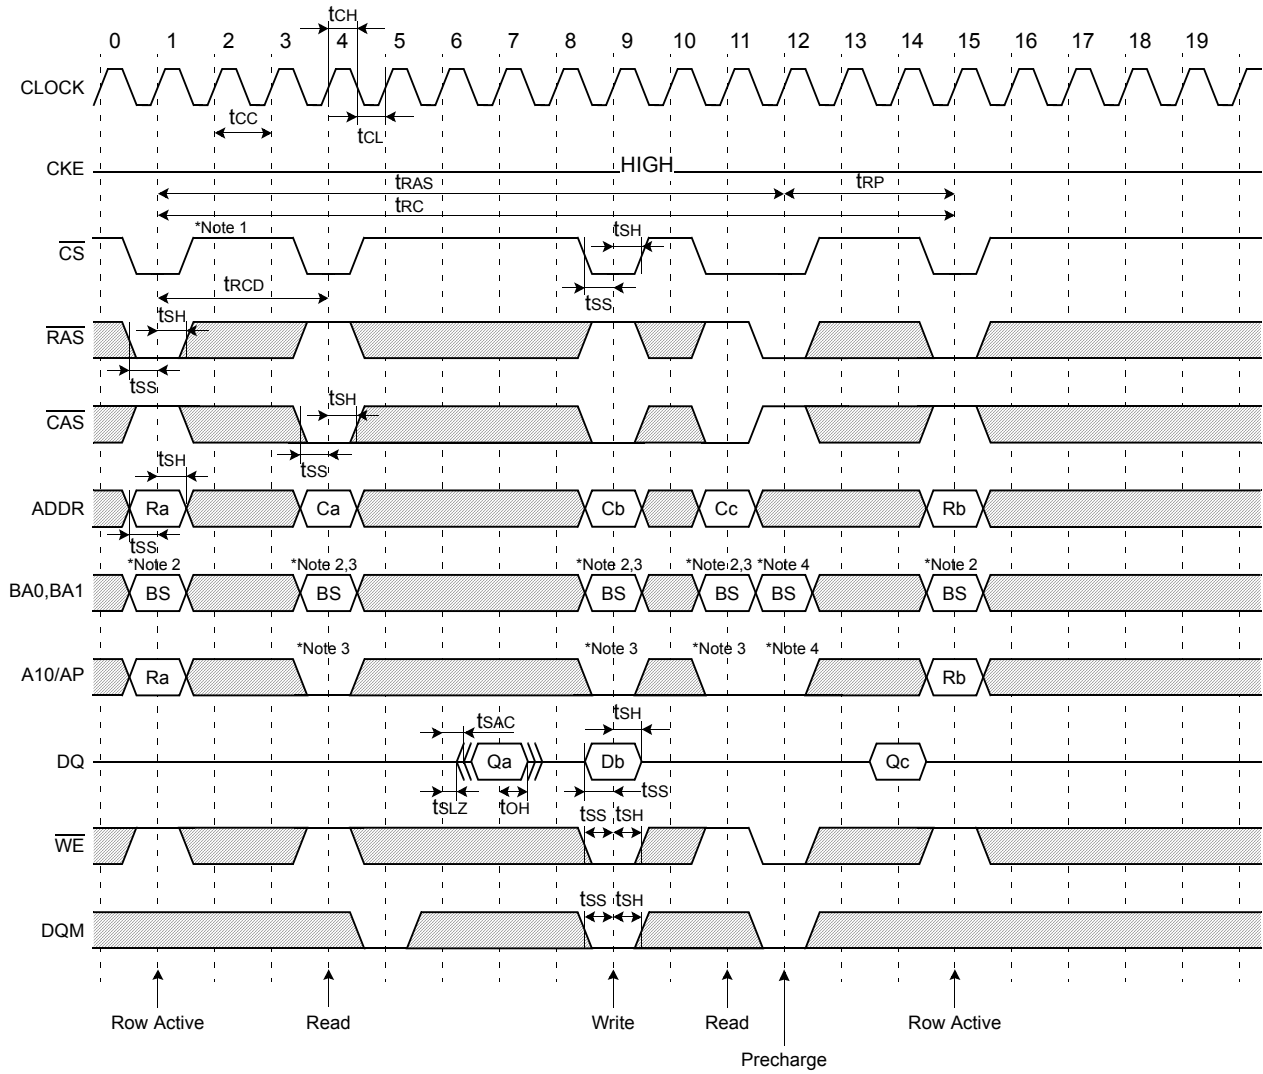 tCH
0 1 2 3 4 5 6 7 8 9 10 11 12 13 14 15 16 17 18 19
CLOCK
tCC
tCL
CKE
HIGH
tRAS
tRP
tRC
*Note 1
tSH
CS
tRCD
tSS
tSH
RAS
tSS
tSH
CAS
tSS
tSH
ADDR
Ra Ca Cb Cc Rb
tSS
*Note 2 *Note 2,3 *Note 2,3 *Note 2,3 *Note 4 *Note 2
BA0,BA1
BS BS BS BS BS BS
*Note 3 *Note 3 *Note 3 *Note 4
A10/AP
Ra Rb
tSH
tSAC
DQ
Qa Db Qc
tSLZ tOH tSS
tSS tSH
WE
tSS tSH
DQM
Row Active Read Write Read Row Active
Precharge